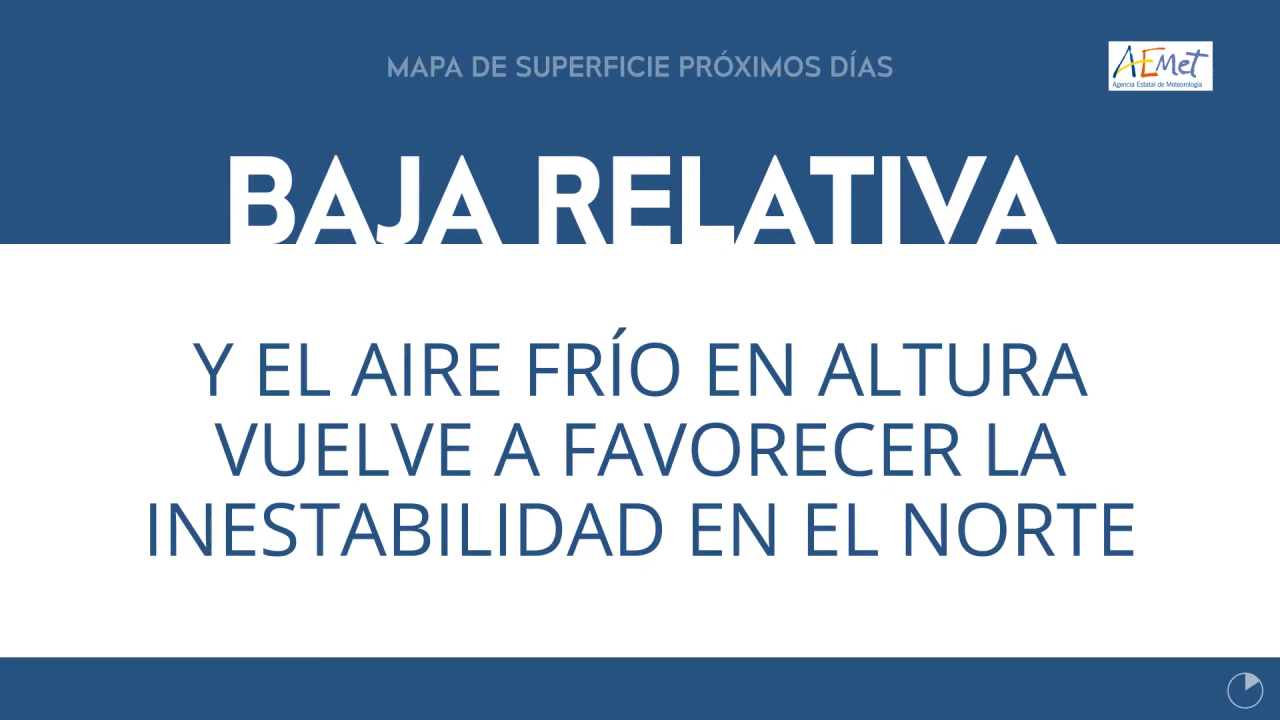 MAPA DE SUPERFICIE PRÓXIMOS DÍAS
AEMet
Agencia Estatal de Meteorología
BAJA RELATIVA
Y EL AIRE FRÍO EN ALTURA
VUELVE A FAVORECER LA
INESTABILIDAD EN EL NORTE